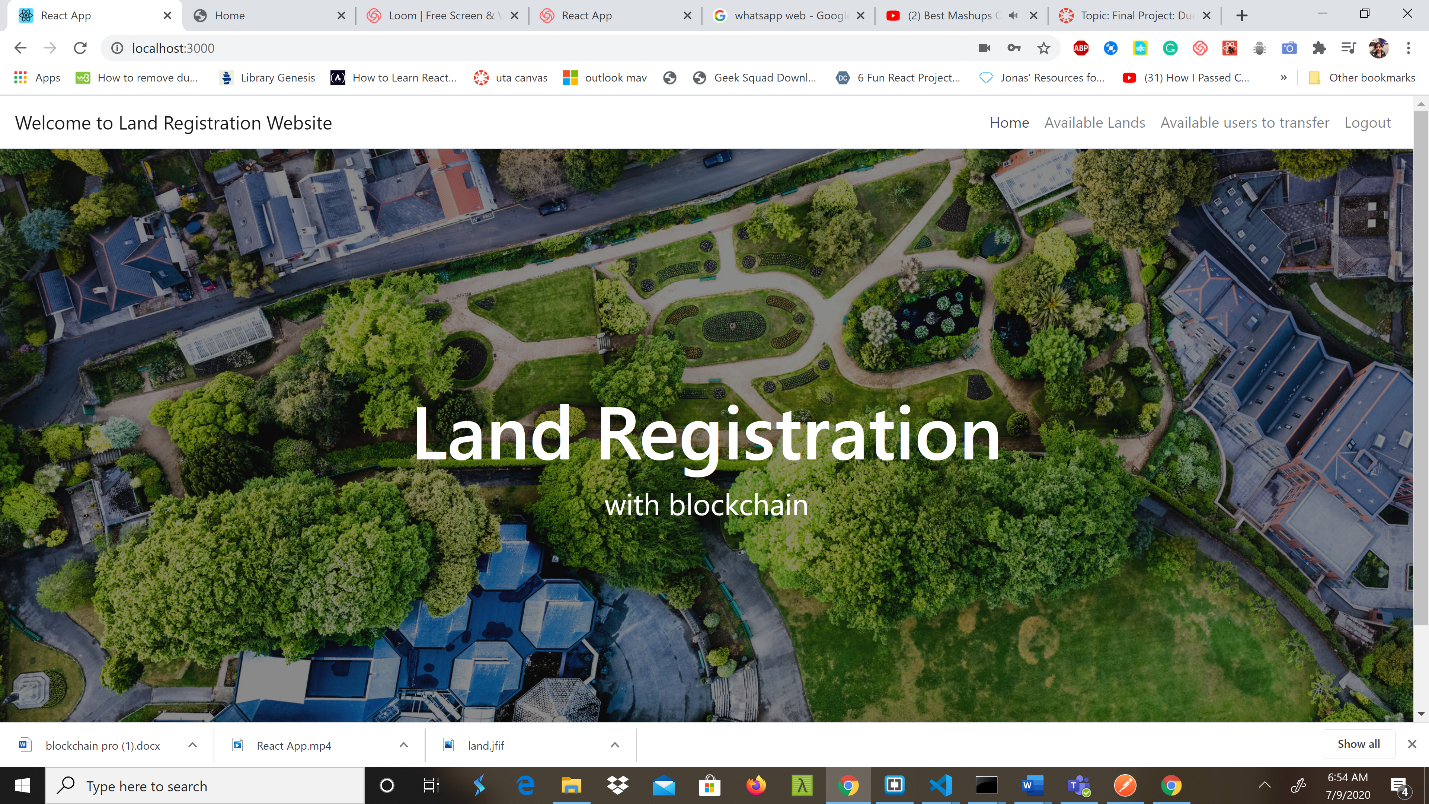 React App
Home
Loom | Free Screen &
React App
whatsapp web - Google
(2) Best Mashups
Topic: Final Project: Du
localhost:3000
ABP
Apps
How to remove du...
Library Genesis
How to Learn React...
uta canvas
outlook mav
Geek Squad Downl...
6 Fun React Project...
Jonas' Resources fo...
(31) How I Passed C...
»
Other bookmarks
Welcome to Land Registration Website
Home
Available Lands
Available users to transfer
Logout
Land Registration
with blockchain
blockchain pro (1).docx
React App.mp4
land.jfif
Show all
Type here to search
6:54 AM
7/9/2020
4